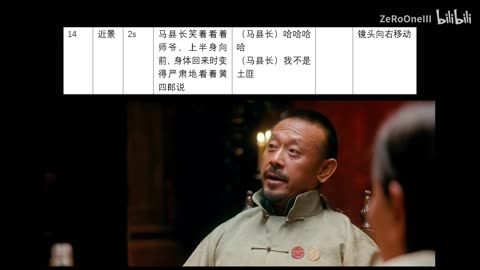 ZeRoOneIII bilibili
14 近景 2s 马县长笑着看着 （马县长）哈哈哈 镜头向右移动
师爷，上半身向 哈
前，身体回来时变 （马县长）我不是
得严肃地看着黄 土匪
四郎说